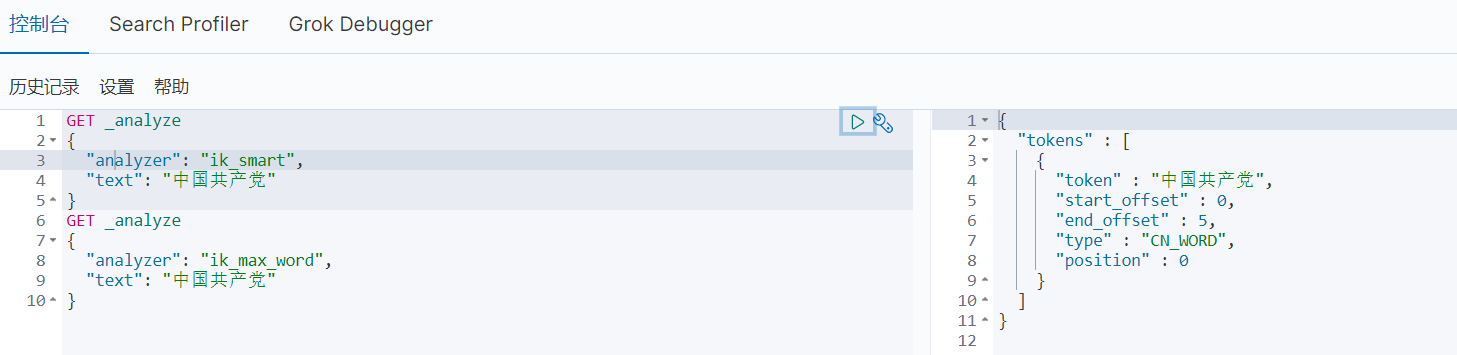 控制台 Search Profiler Grok Debugger
历史记录 设置 帮助
1 GET _analyze
2 {
3 "analyzer": "ik_smart",
4 "text": "中国共产党"
5 }
6 GET _analyze
7 {
8 "analyzer": "ik_max_word",
9 "text": "中国共产党"
10 }
1 {
2 "tokens" : [
3 {
4 "token" : "中国共产党",
5 "start_offset" : 0,
6 "end_offset" : 5,
7 "type" : "CN_WORD",
8 "position" : 0
9 }
10 ]
11 }
12